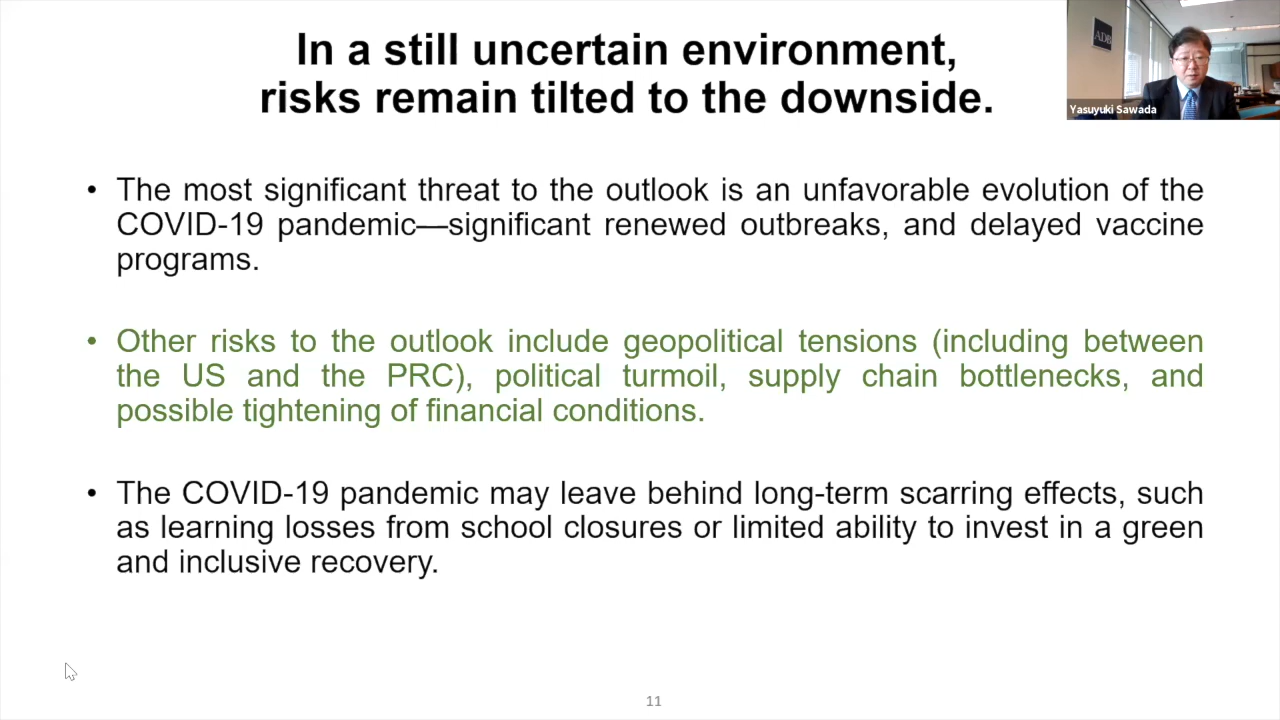 In a still uncertain environment,
risks remain tilted to the downside.
ADB
Yasuyuki Sawada
• The most significant threat to the outlook is an unfavorable evolution of the
COVID-19 pandemic—significant renewed outbreaks, and delayed vaccine
programs.
• Other risks to the outlook include geopolitical tensions (including between
the US and the PRC), political turmoil, supply chain bottlenecks, and
possible tightening of financial conditions.
• The COVID-19 pandemic may leave behind long-term scarring effects, such
as learning losses from school closures or limited ability to invest in a green
and inclusive recovery.
11